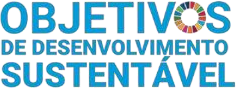 OBJETIVOS
DE DESENVOLVIMENTO
SUSTENTÁVEL